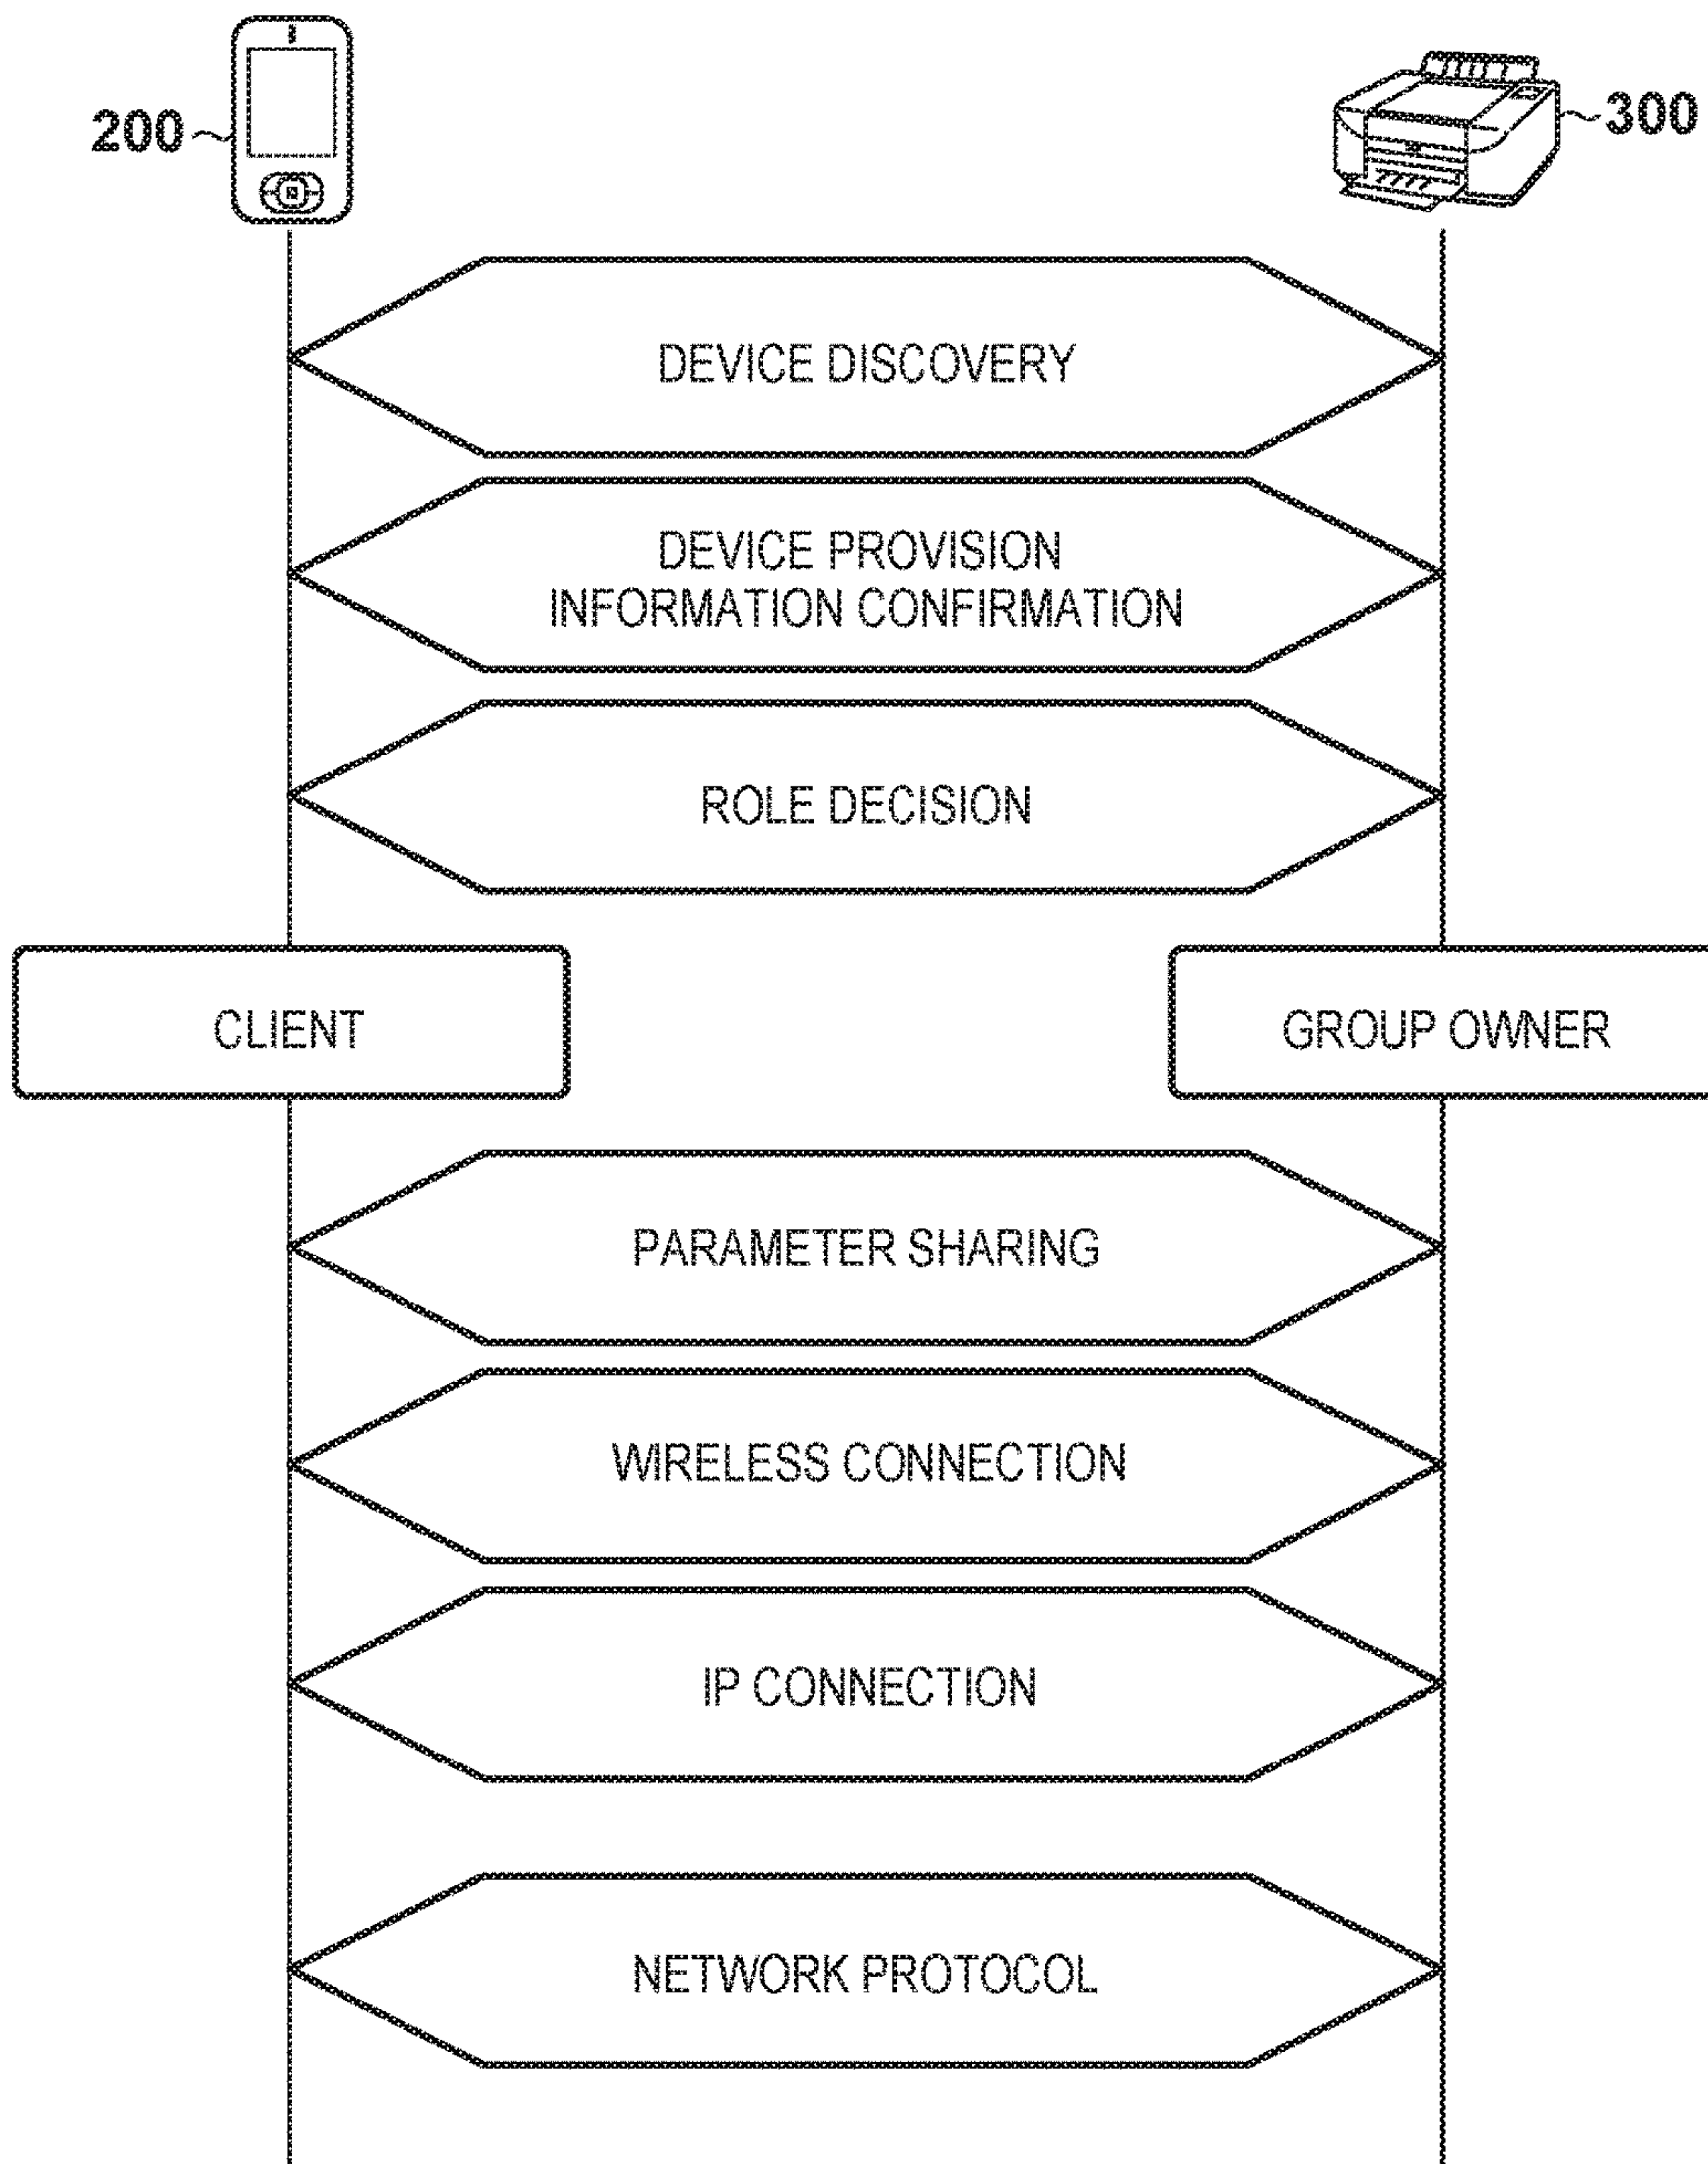 200
300
DEVICE DISCOVERY
DEVICE PROVISION
INFORMATION CONFIRMATION
ROLE DECISION
CLIENT
GROUP OWNER
PARAMETER SHARING
WIRELESS CONNECTION
IP CONNECTION
NETWORK PROTOCOL